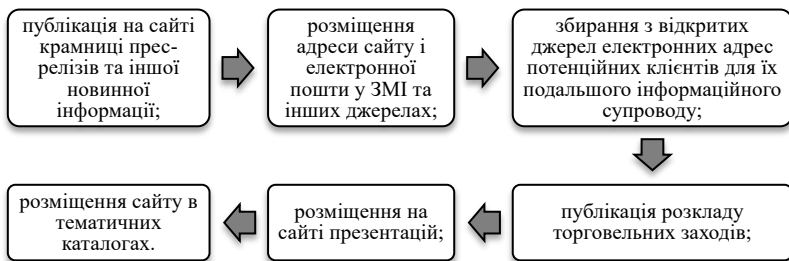 публікація на сайті
крамниці прес-
релізів та іншої
новинної
інформації;
розміщення
адреси сайту і
електронної
пошти у ЗМІ та
інших джерелах;
збирання з відкритих
джерел електронних адрес
потенційних клієнтів для їх
подальшого інформаційного
супроводу;
публікація розкладу
торговельних заходів;
розміщення на
сайті презентацій;
розміщення сайту в
тематичних
каталогах.